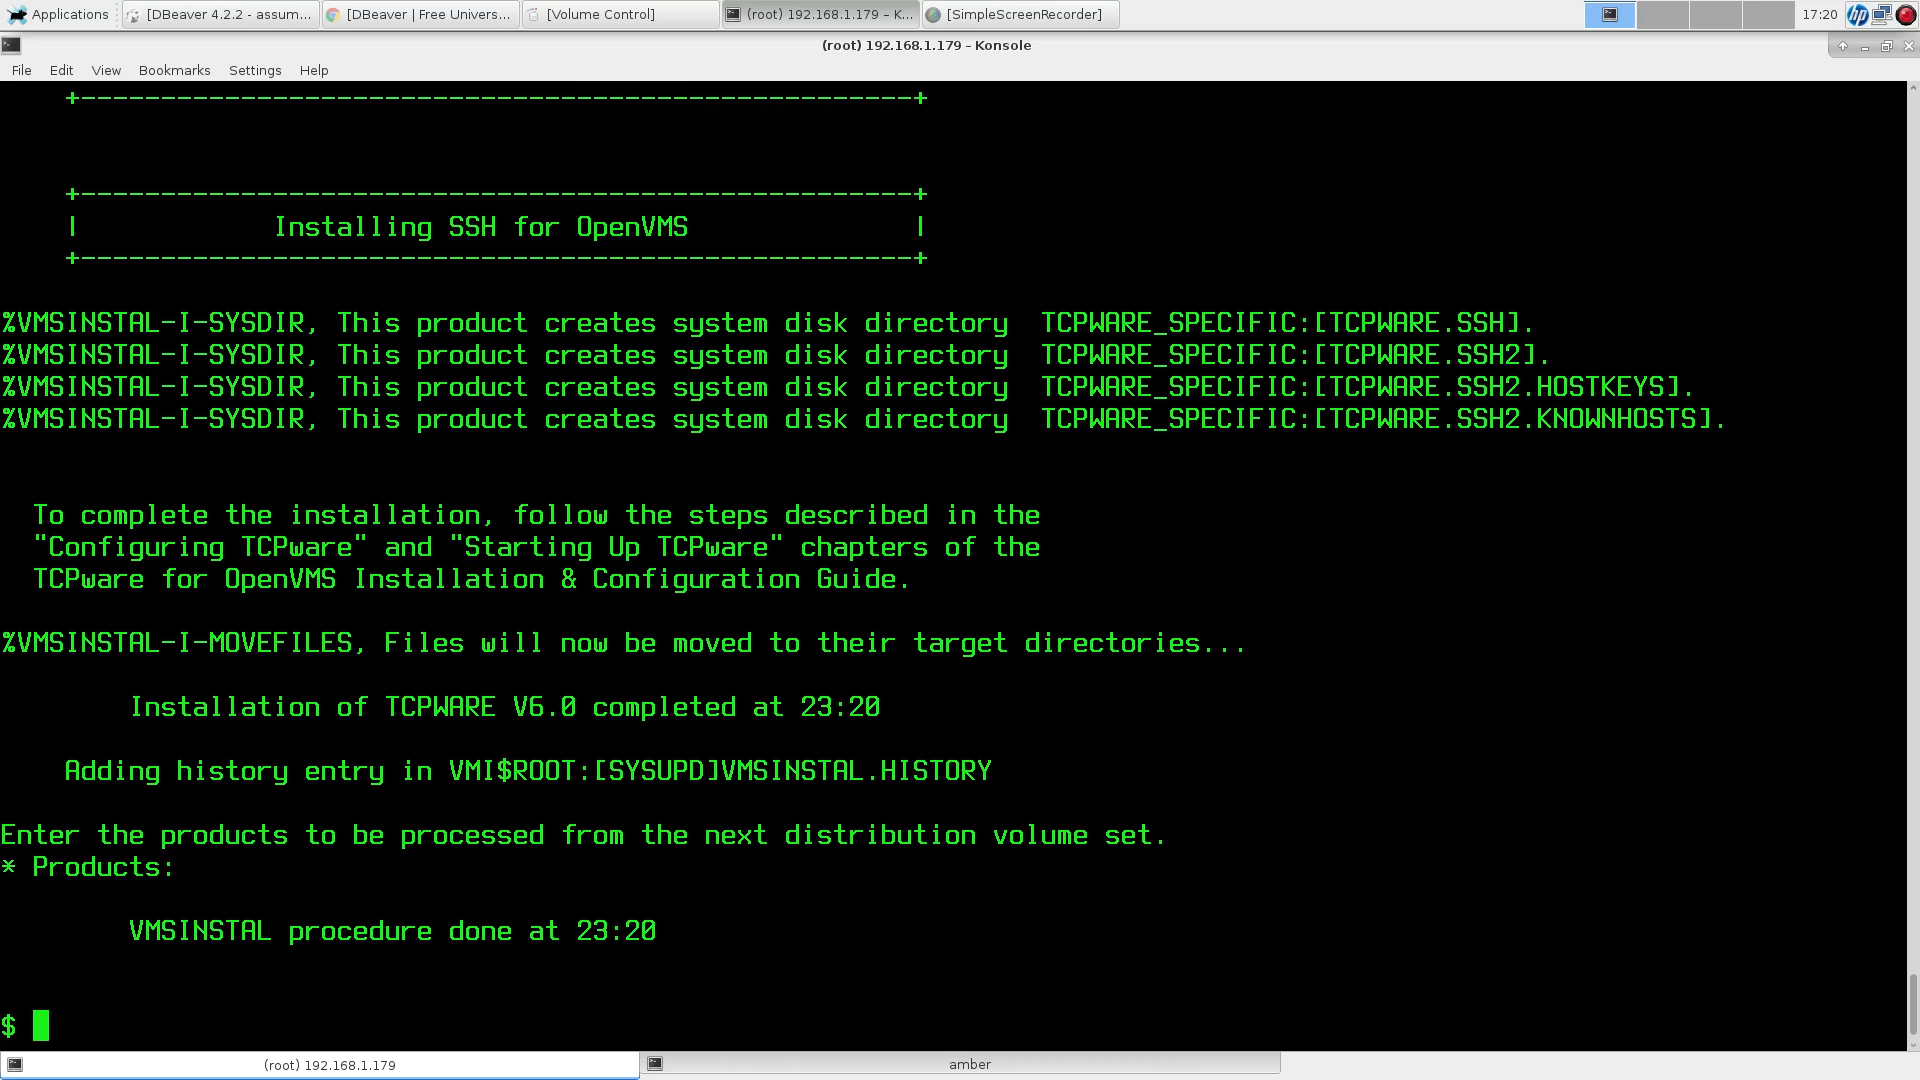 Applications
[DBeaver 4.2.2 - assum...
[DBeaver | Free Univers...
[Volume Control]
(root) 192.168.1.179 – K...
[SimpleScreenRecorder]
17:20
hp
(root) 192.168.1.179 – Konsole
File Edit View Bookmarks Settings Help
+----------------------------------------------------+
+----------------------------------------------------+
| Installing SSH for OpenVMS |
+----------------------------------------------------+
%VMSINSTAL-I-SYSDIR, This product creates system disk directory  TCPWARE_SPECIFIC:[TCPWARE.SSH].
%VMSINSTAL-I-SYSDIR, This product creates system disk directory  TCPWARE_SPECIFIC:[TCPWARE.SSH2].
%VMSINSTAL-I-SYSDIR, This product creates system disk directory  TCPWARE_SPECIFIC:[TCPWARE.SSH2.HOSTKEYS].
%VMSINSTAL-I-SYSDIR, This product creates system disk directory  TCPWARE_SPECIFIC:[TCPWARE.SSH2.KNOWNHOSTS].
To complete the installation, follow the steps described in the
"Configuring TCPware" and "Starting Up TCPware" chapters of the
TCPware for OpenVMS Installation & Configuration Guide.
%VMSINSTAL-I-MOVEFILES, Files will now be moved to their target directories...
Installation of TCPWARE V6.0 completed at 23:20
Adding history entry in VMI$ROOT:[SYSUPD]VMSINSTAL.HISTORY
Enter the products to be processed from the next distribution volume set.
* Products:
VMSINSTAL procedure done at 23:20
$
(root) 192.168.1.179
amber